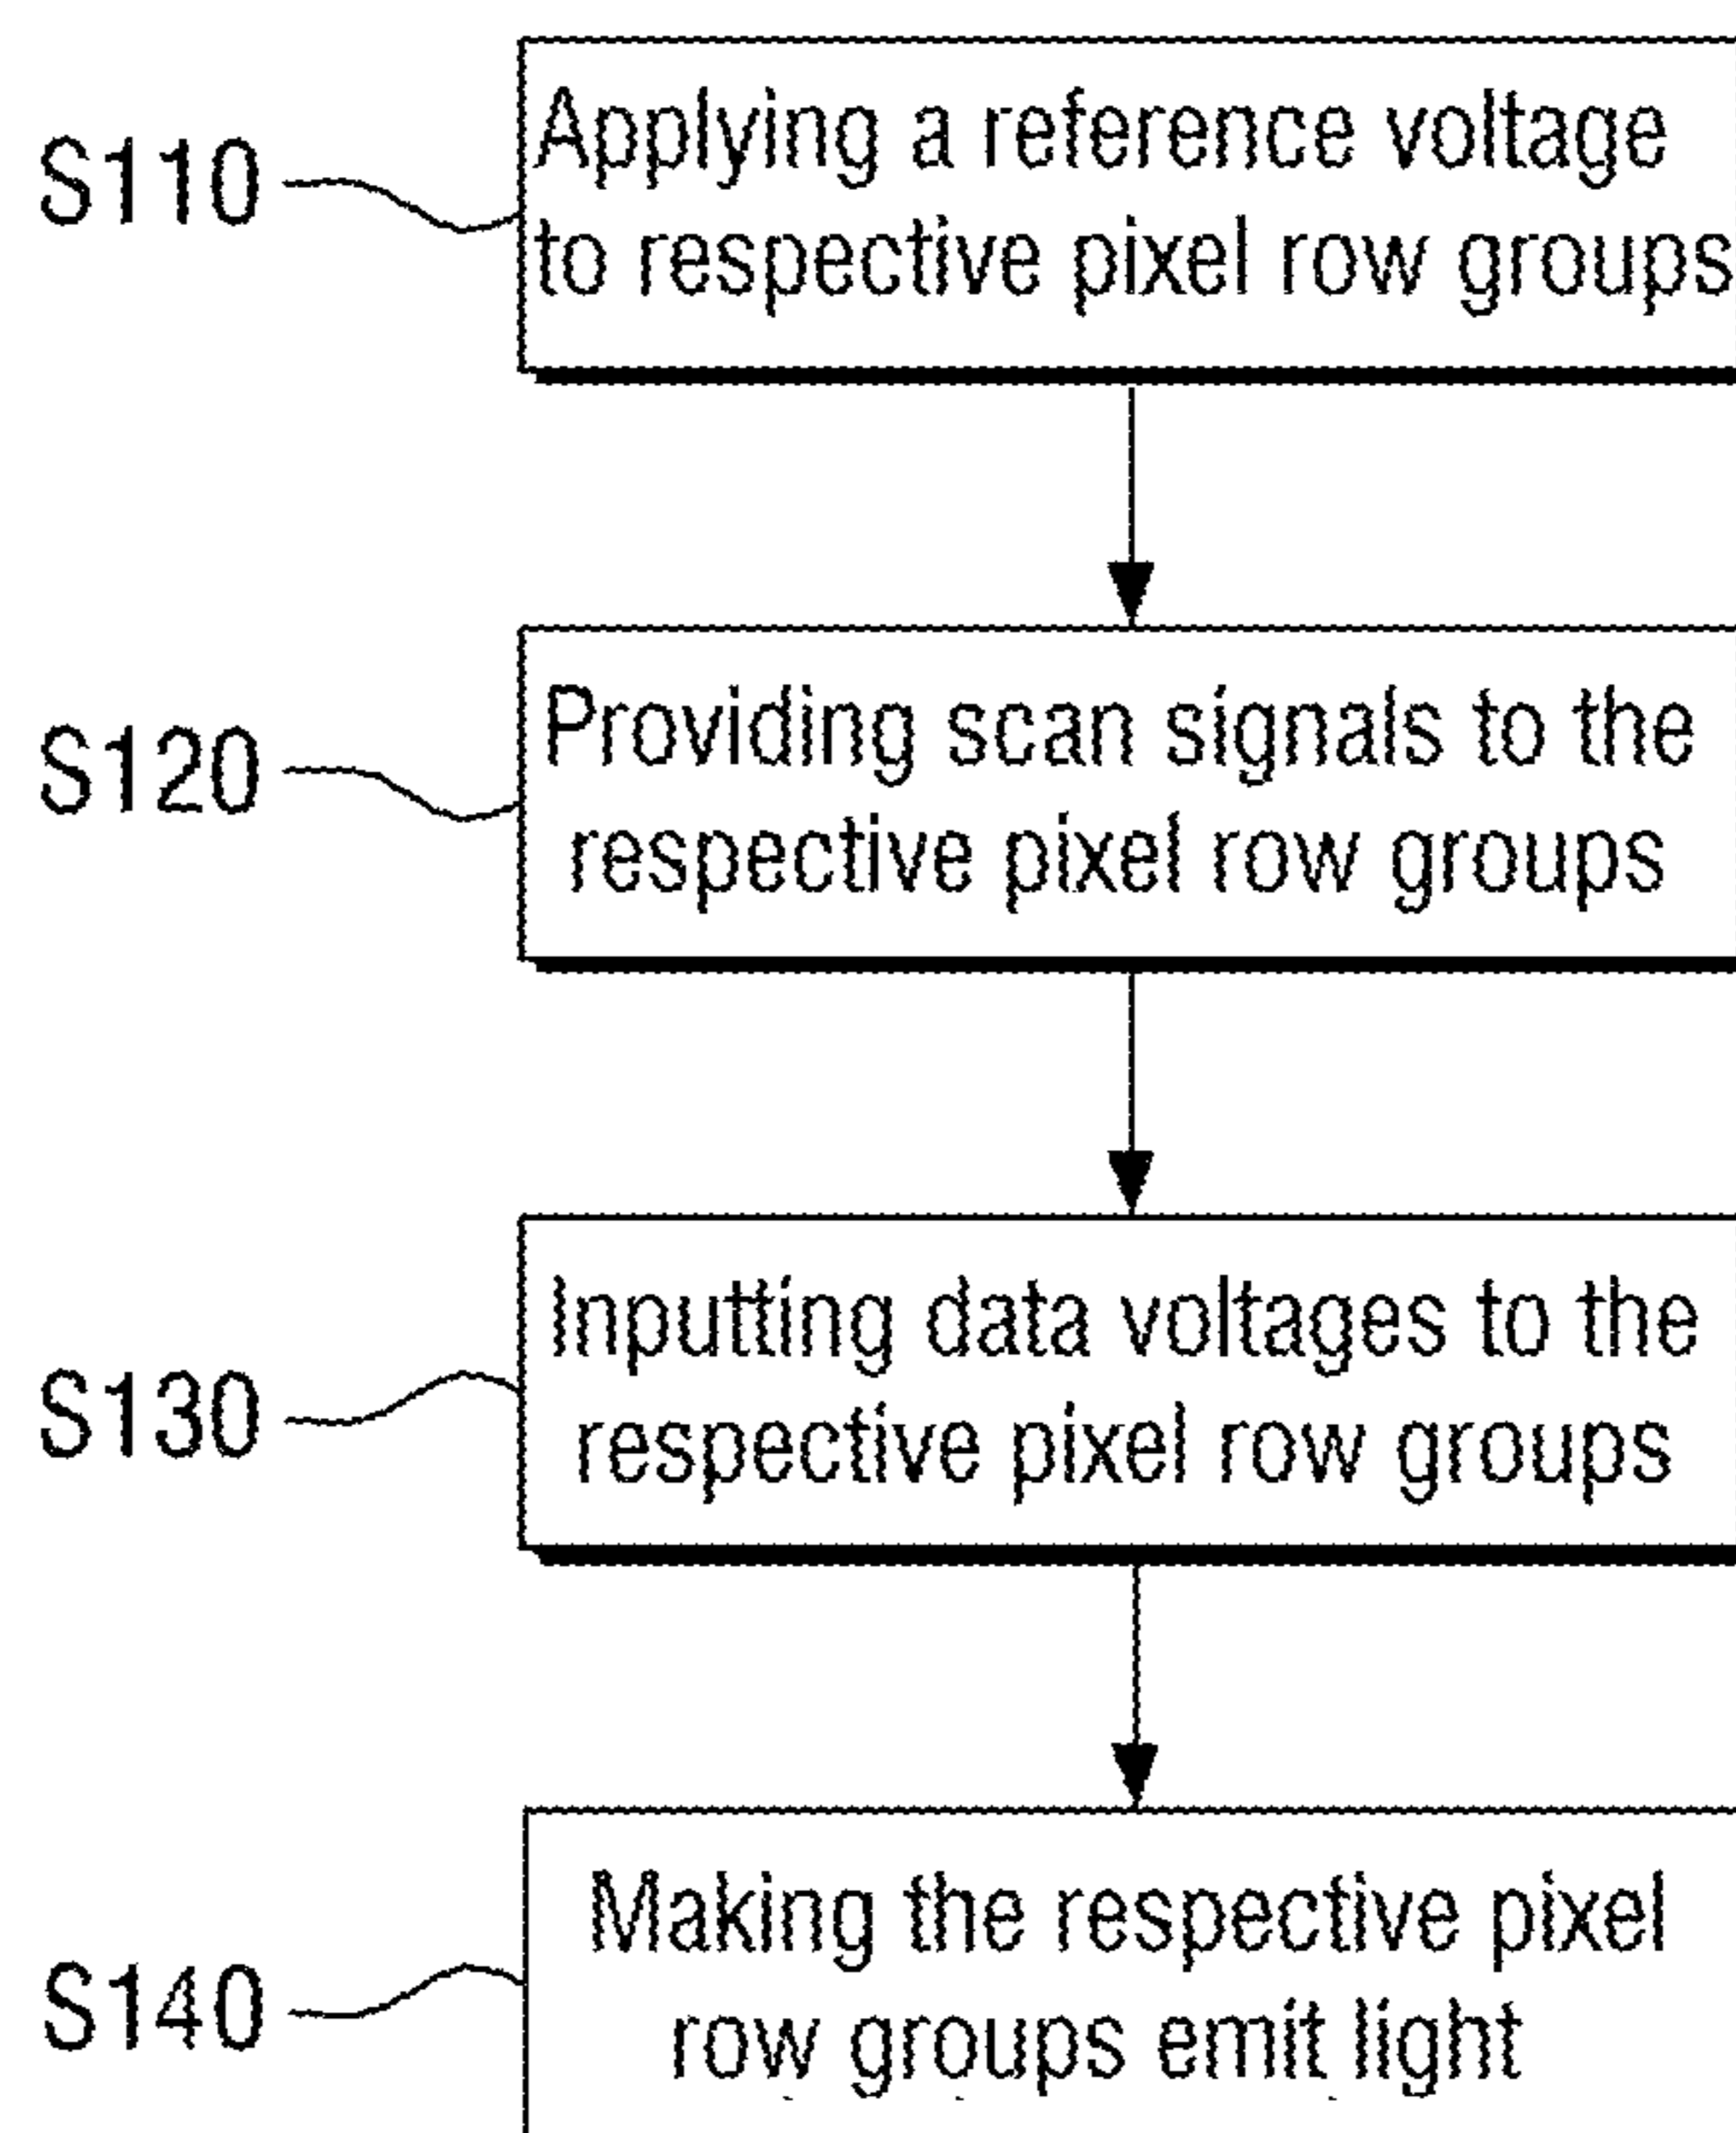 S110
Applying a reference voltage
to respective pixel row groups
S120
Providing scan signals to the
respective pixel row groups
S130
Inputting data voltages to the
respective pixel row groups
S140
Making the respective pixel
row groups emit light